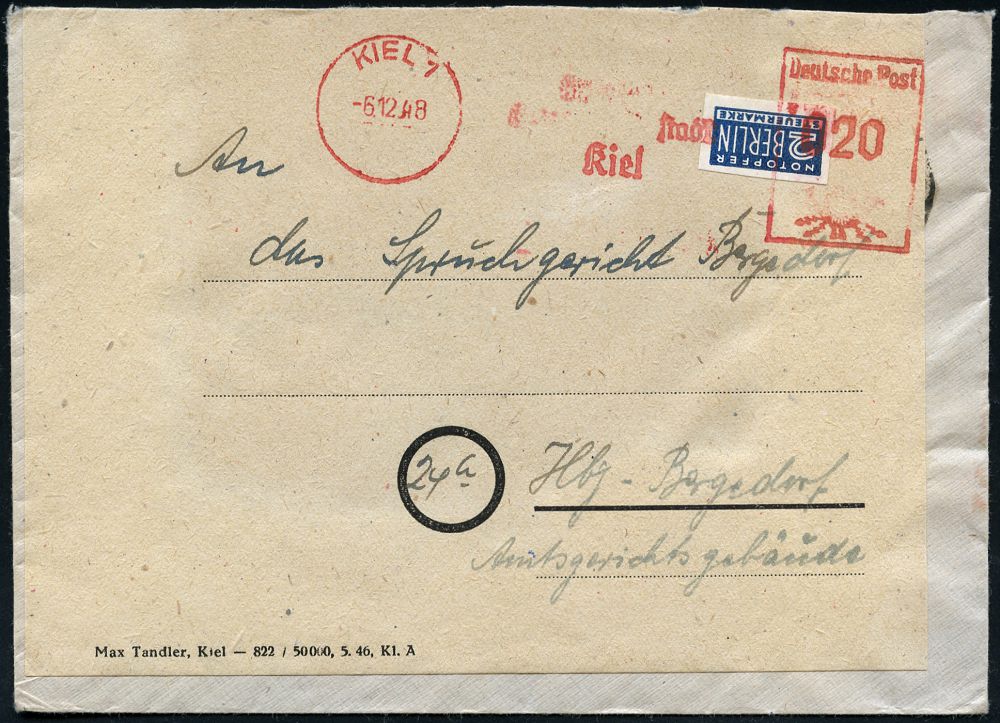 KIEL 7
-6.12.48
Deutsche Post
020
Stadt
Kiel
NOTOPFER
2 BERLIN
STEUERMARKE
An
das Spruchgericht Bergedorf
24a
Hbg - Bergedorf
Amtsgerichtsgebäude
Max Tandler, Kiel — 822 / 50000, 5. 46, Kl. A